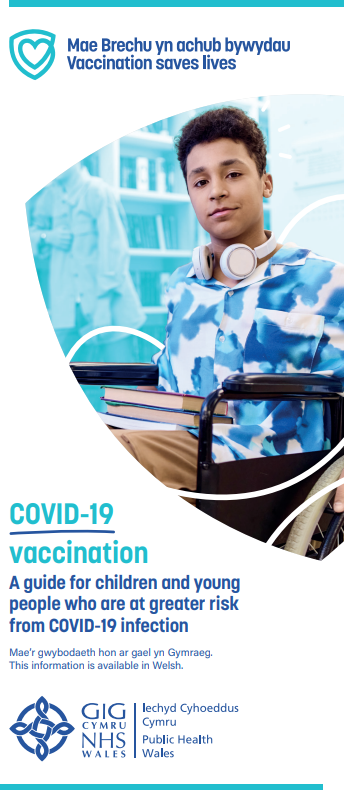 Mae Brechu yn achub bywydau
Vaccination saves lives
COVID-19
vaccination
A guide for children and young
people who are at greater risk
from COVID-19 infection
Mae'r gwybodaeth hon ar gael yn Gymraeg.
This information is available in Welsh.
GIG
CYMRU
NHS
WALES
Iechyd Cyhoeddus
Cymru
Public Health
Wales